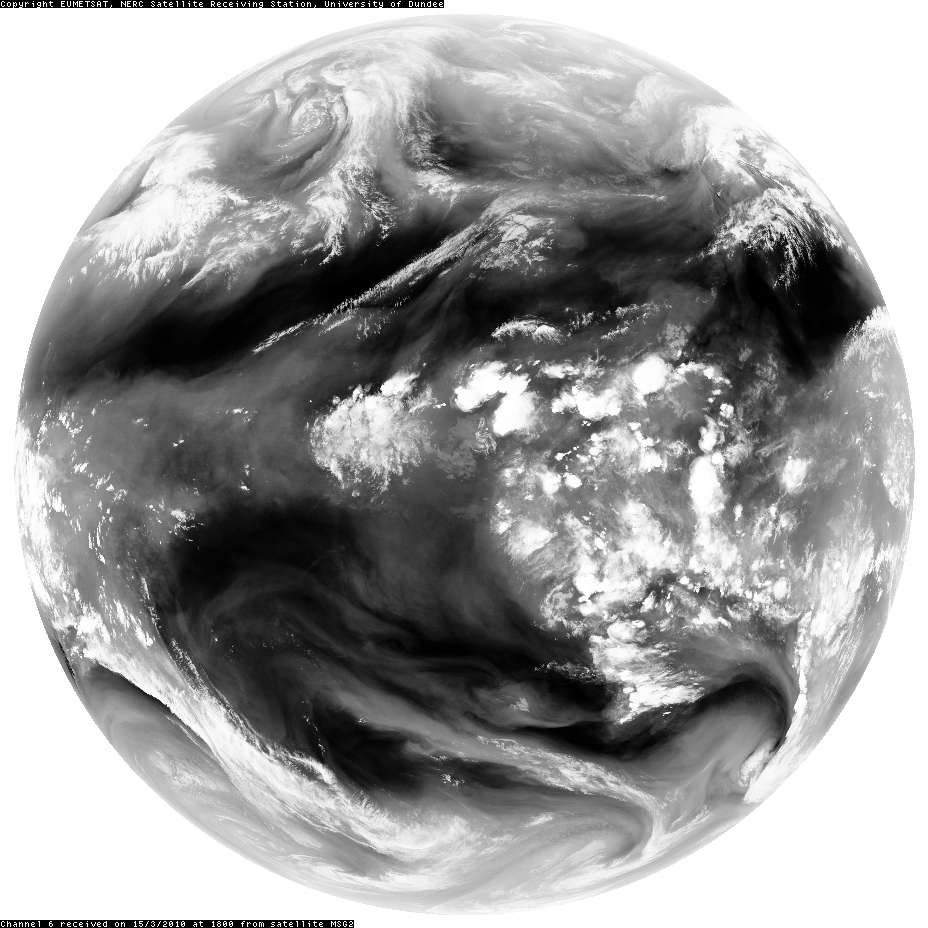 Copyright EUMETSAT, NERC Satellite Receiving Station, University of Dundee
Channel 6 received on 15/3/2010 at 1800 from satellite MSG2